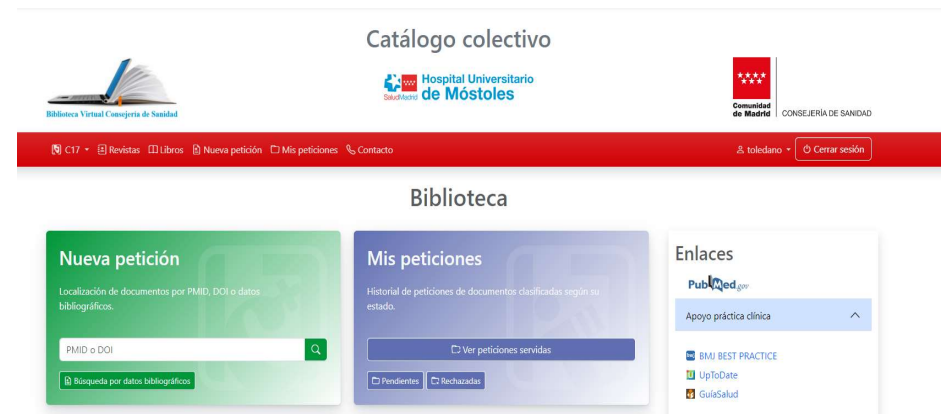 Catálogo colectivo
Biblioteca Virtual Consejería de Sanidad
SaludMadrid
Hospital Universitario
de Móstoles
Comunidad
de Madrid
CONSEJERÍA DE SANIDAD
C17 Revistas Libros Nueva petición Mis peticiones Contacto toledano Cerrar sesión
Biblioteca
Nueva petición
Localización de documentos por PMID, DOI o datos
bibliográficos.
PMID o DOI
Búsqueda por datos bibliográficos
Mis peticiones
Historial de peticiones de documentos clasificadas según su
estado.
Ver peticiones servidas
Pendientes Rechazadas
Enlaces
PubMed.gov
Apoyo práctica clínica
BMJ BEST PRACTICE
UpToDate
GuíaSalud